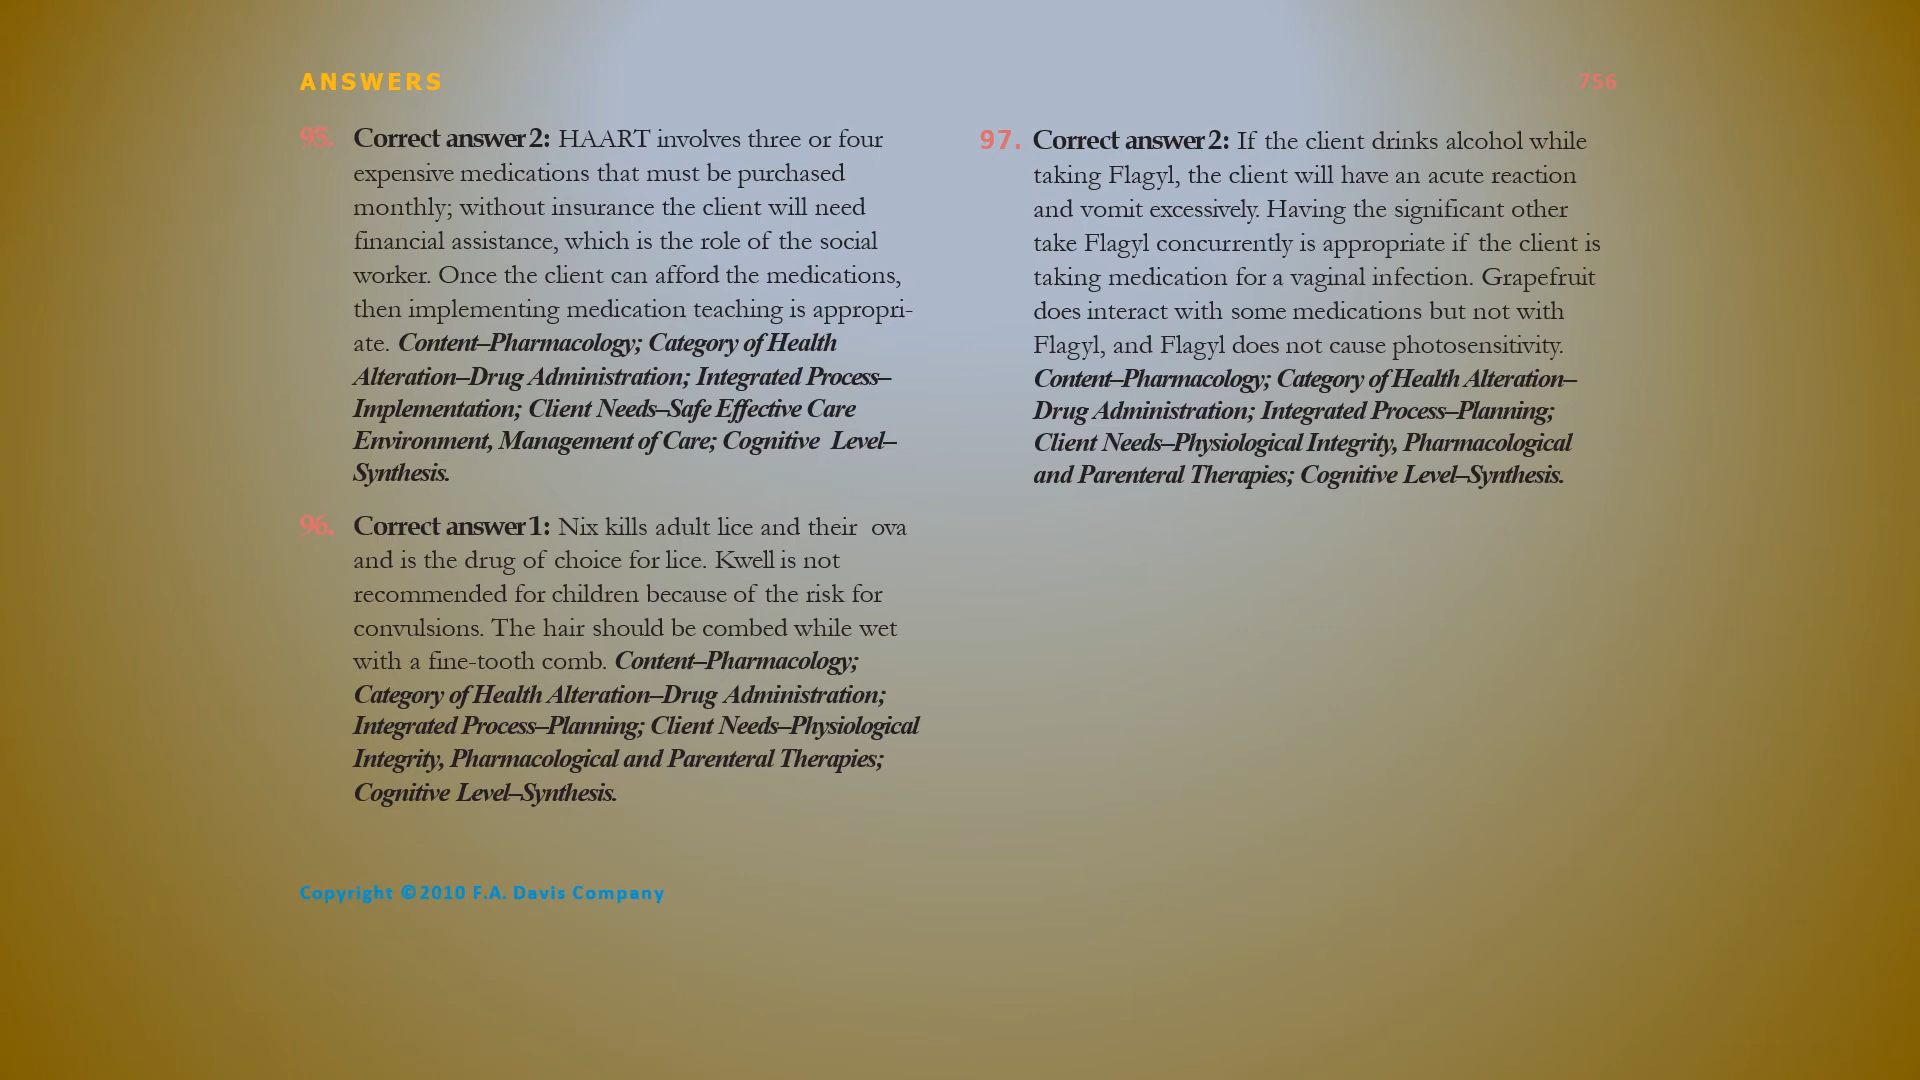 ANSWERS
756
95. Correct answer 2: HAART involves three or four
expensive medications that must be purchased
monthly; without insurance the client will need
financial assistance, which is the role of the social
worker. Once the client can afford the medications,
then implementing medication teaching is appropri-
ate. Content–Pharmacology; Category of Health
Alteration–Drug Administration; Integrated Process–
Implementation; Client Needs–Safe Effective Care
Environment, Management of Care; Cognitive Level–
Synthesis.
96. Correct answer 1: Nix kills adult lice and their ova
and is the drug of choice for lice. Kwell is not
recommended for children because of the risk for
convulsions. The hair should be combed while wet
with a fine-tooth comb. Content–Pharmacology;
Category of Health Alteration–Drug Administration;
Integrated Process–Planning; Client Needs–Physiological
Integrity, Pharmacological and Parenteral Therapies;
Cognitive Level–Synthesis.
97. Correct answer 2: If the client drinks alcohol while
taking Flagyl, the client will have an acute reaction
and vomit excessively. Having the significant other
take Flagyl concurrently is appropriate if the client is
taking medication for a vaginal infection. Grapefruit
does interact with some medications but not with
Flagyl, and Flagyl does not cause photosensitivity.
Content–Pharmacology; Category of Health Alteration–
Drug Administration; Integrated Process–Planning;
Client Needs–Physiological Integrity, Pharmacological
and Parenteral Therapies; Cognitive Level–Synthesis.
Copyright ©2010 F.A. Davis Company